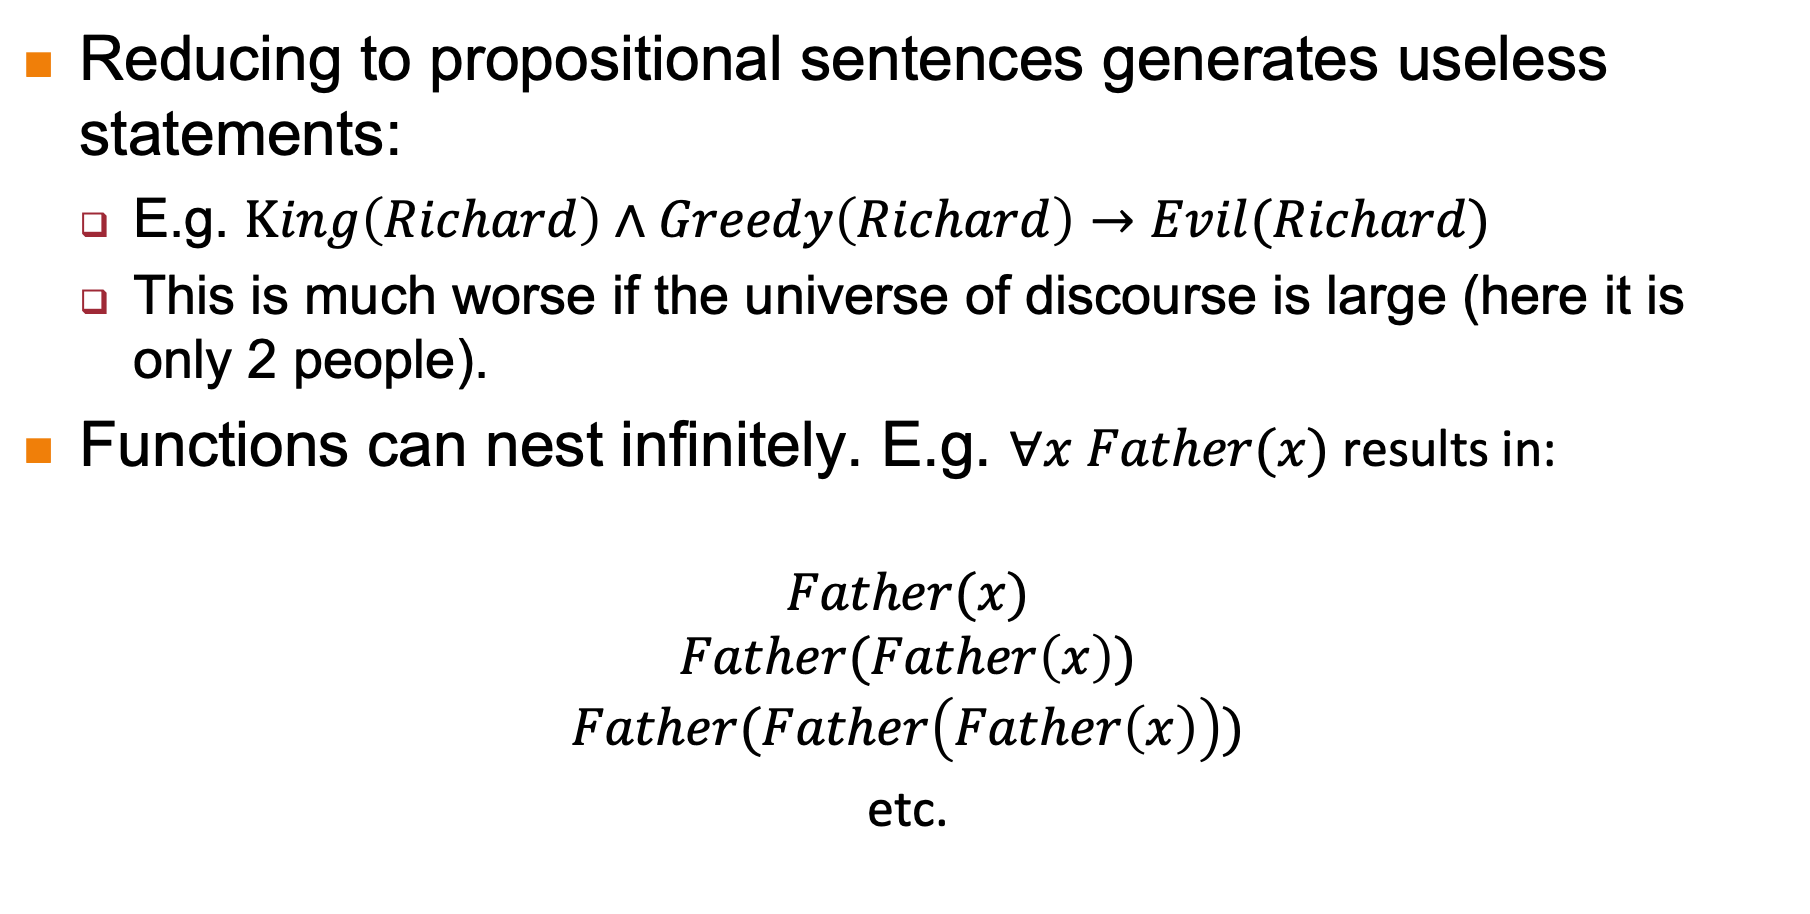 Reducing to propositional sentences generates useless
statements:
E.g. King(Richard) ∧ Greedy(Richard) → Evil(Richard)
This is much worse if the universe of discourse is large (here it is
only 2 people).
Functions can nest infinitely. E.g. ∀x Father(x) results in:
Father(x)
Father(Father(x))
Father(Father(Father(x)))
etc.